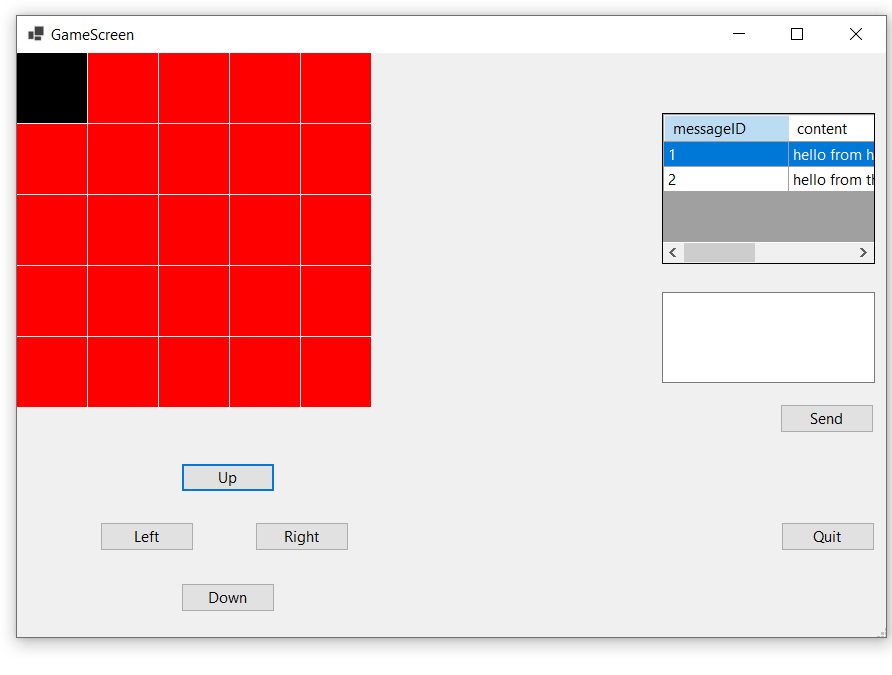 GameScreen
messageID content
1 hello from h
2 hello from th
Send
Up
Left Right Quit
Down